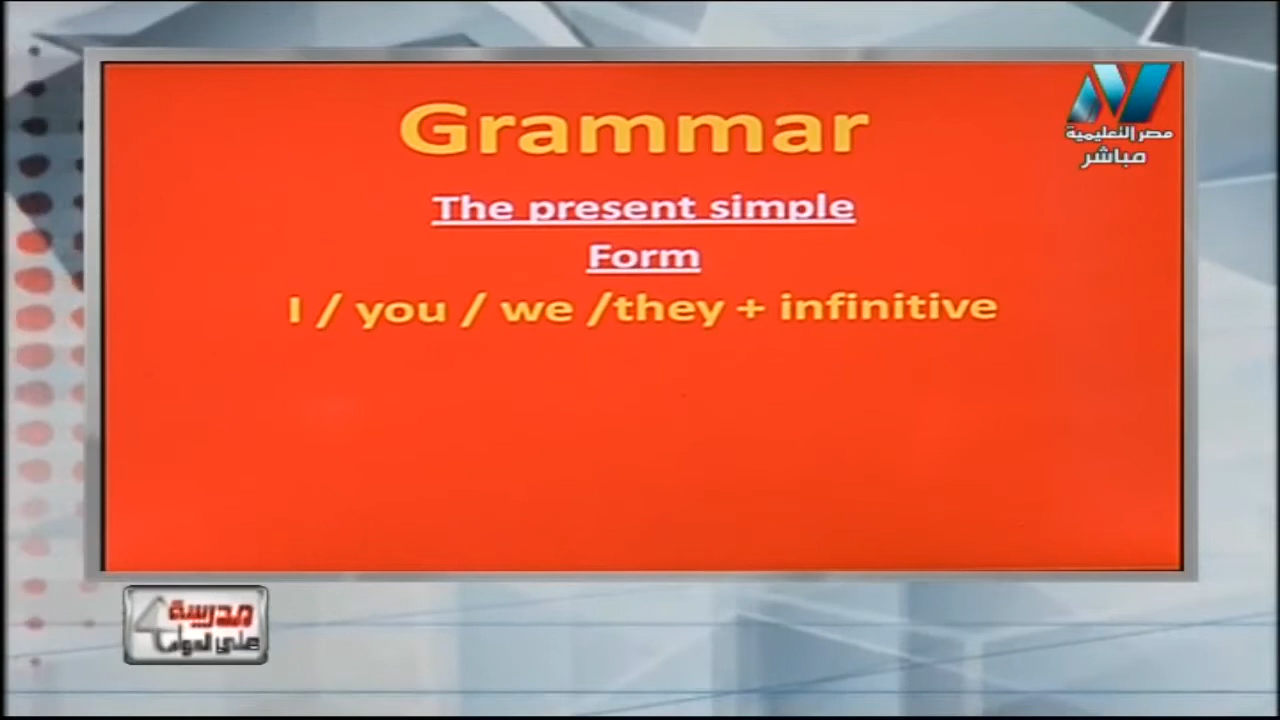 Grammar
The present simple
Form
I / you / we /they + infinitive
مصر التعليمية
مباشر
مدرسة
على الهواء